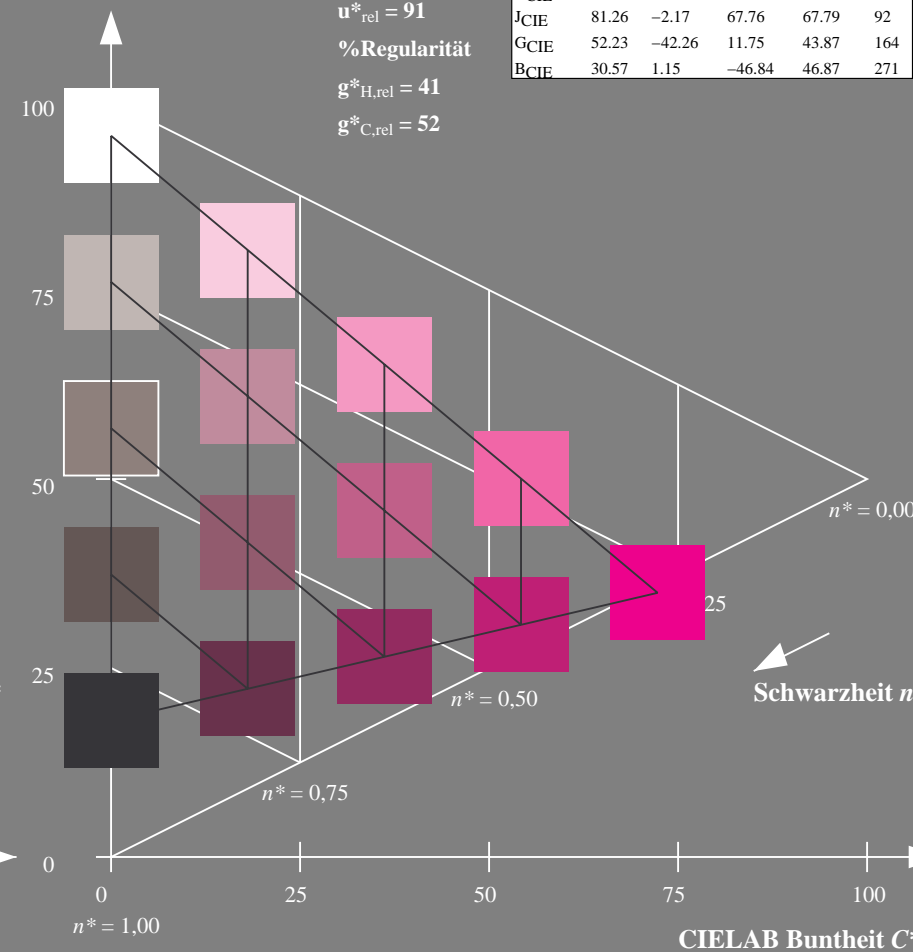 u*rel = 91
%Regularität
g*H,rel = 41
g*C,rel = 52
CIE
JCIE 81.26 −2.17 67.76 67.79 92
GCIE 52.23 −42.26 11.75 43.87 164
BCIE 30.57 1.15 −46.84 46.87 271
100
75
50
n* = 0,00
25
Schwarzheit n
25
n* = 0,50
n* = 0,75
0
0 25 50 75 100
n* = 1,00
CIELAB Buntheit C*